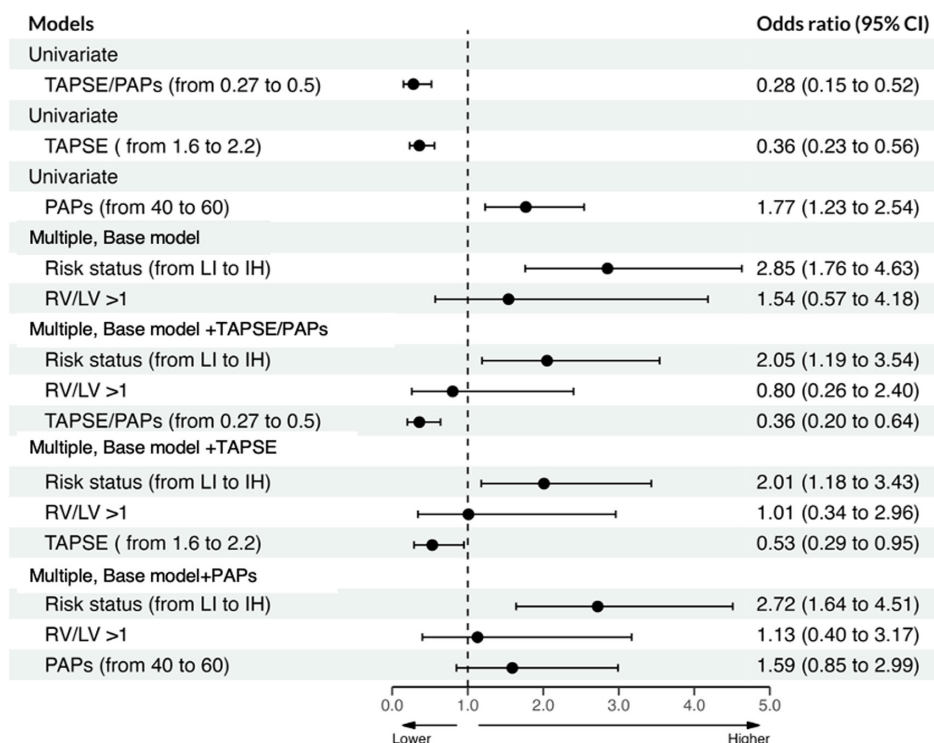 Models Odds ratio (95% CI)
Univariate
TAPSE/PAPs (from 0.27 to 0.5) 0.28 (0.15 to 0.52)
Univariate
TAPSE ( from 1.6 to 2.2) 0.36 (0.23 to 0.56)
Univariate
PAPs (from 40 to 60) 1.77 (1.23 to 2.54)
Multiple, Base model
Risk status (from LI to IH) 2.85 (1.76 to 4.63)
RV/LV >1 1.54 (0.57 to 4.18)
Multiple, Base model +TAPSE/PAPs
Risk status (from LI to IH) 2.05 (1.19 to 3.54)
RV/LV >1 0.80 (0.26 to 2.40)
TAPSE/PAPs (from 0.27 to 0.5) 0.36 (0.20 to 0.64)
Multiple, Base model +TAPSE
Risk status (from LI to IH) 2.01 (1.18 to 3.43)
RV/LV >1 1.01 (0.34 to 2.96)
TAPSE ( from 1.6 to 2.2) 0.53 (0.29 to 0.95)
Multiple, Base model+PAPs
Risk status (from LI to IH) 2.72 (1.64 to 4.51)
RV/LV >1 1.13 (0.40 to 3.17)
PAPs (from 40 to 60) 1.59 (0.85 to 2.99)
0.0 1.0 2.0 3.0 4.0 5.0
Lower Higher